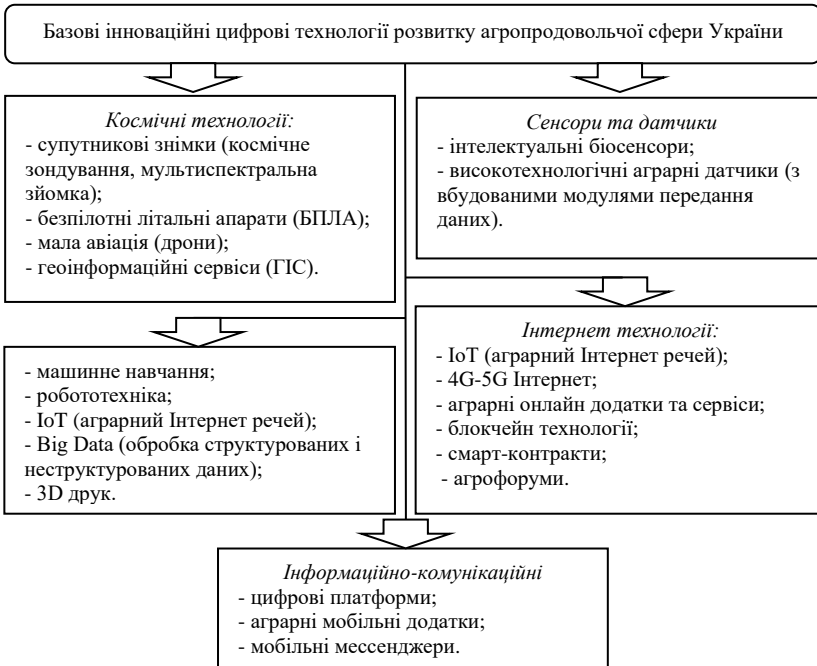 Базові інноваційні цифрові технології розвитку агропродовольчої сфери України
Космічні технології:
- супутникові знімки (космічне
зондування, мультиспектральна
зйомка);
- безпілотні літальні апарати (БПЛА);
- мала авіація (дрони);
- геоінформаційні сервіси (ГІС).
Сенсори та датчики
- інтелектуальні біосенсори;
- високотехнологічні аграрні датчики (з
вбудованими модулями передання
даних).
- машинне навчання;
- робототехніка;
- IoT (аграрний Інтернет речей);
- Big Data (обробка структурованих і
неструктурованих даних);
- 3D друк.
Інтернет технології:
- IoT (аграрний Інтернет речей);
- 4G-5G Інтернет;
- аграрні онлайн додатки та сервіси;
- блокчейн технології;
- смарт-контракти;
- агрофоруми.
Інформаційно-комунікаційні
- цифрові платформи;
- аграрні мобільні додатки;
- мобільні мессенджери.